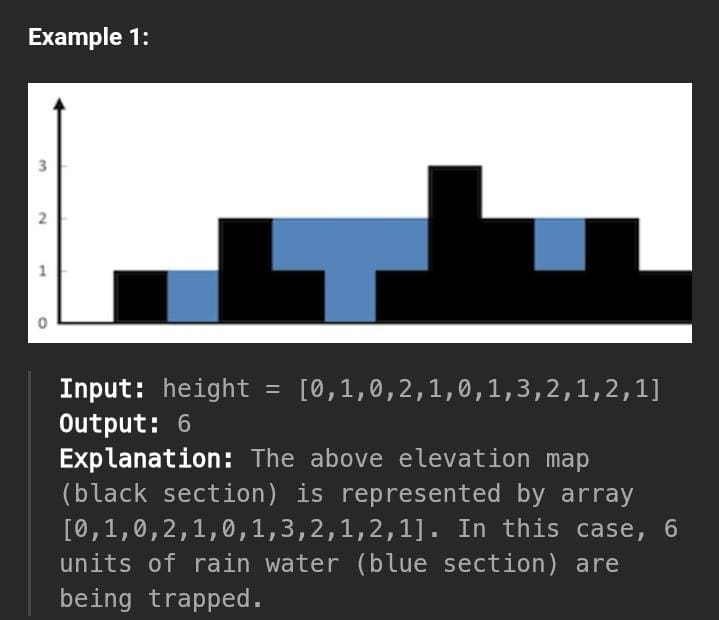 Example 1:
3
2
1
0
Input: height = [0,1,0,2,1,0,1,3,2,1,2,1]
Output: 6
Explanation: The above elevation map
(black section) is represented by array
[0,1,0,2,1,0,1,3,2,1,2,1]. In this case, 6
units of rain water (blue section) are
being trapped.